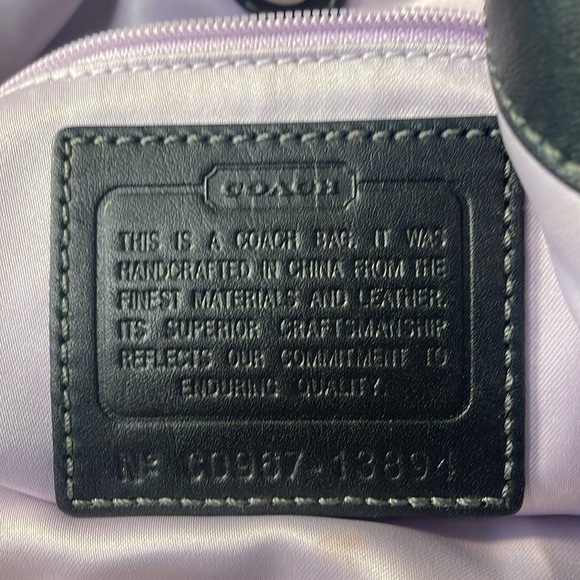 COACH
THIS IS A COACH BAG. IT WAS
HANDCRAFTED IN CHINA FROM THE
FINEST MATERIALS AND LEATHER.
ITS SUPERIOR CRAFTSMANSHIP
REFLECTS OUR COMMITMENT TO
ENDURING QUALITY.
Nº C0967-13894